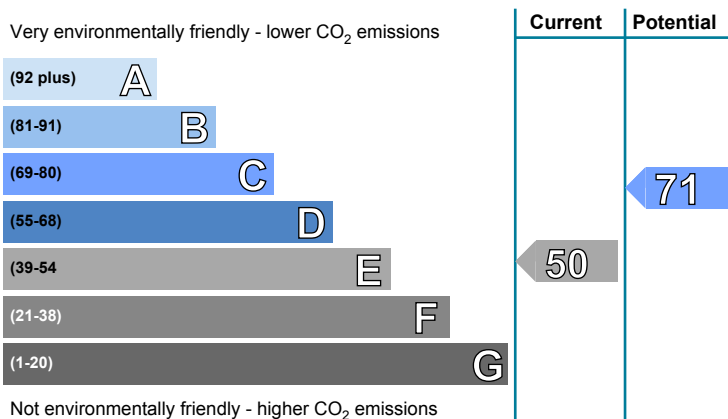 Current Potential
Very environmentally friendly - lower CO2 emissions
(92 plus) A
(81-91) B
(69-80) C
71
(55-68) D
(39-54 E
50
(21-38) F
(1-20) G
Not environmentally friendly - higher CO2 emissions